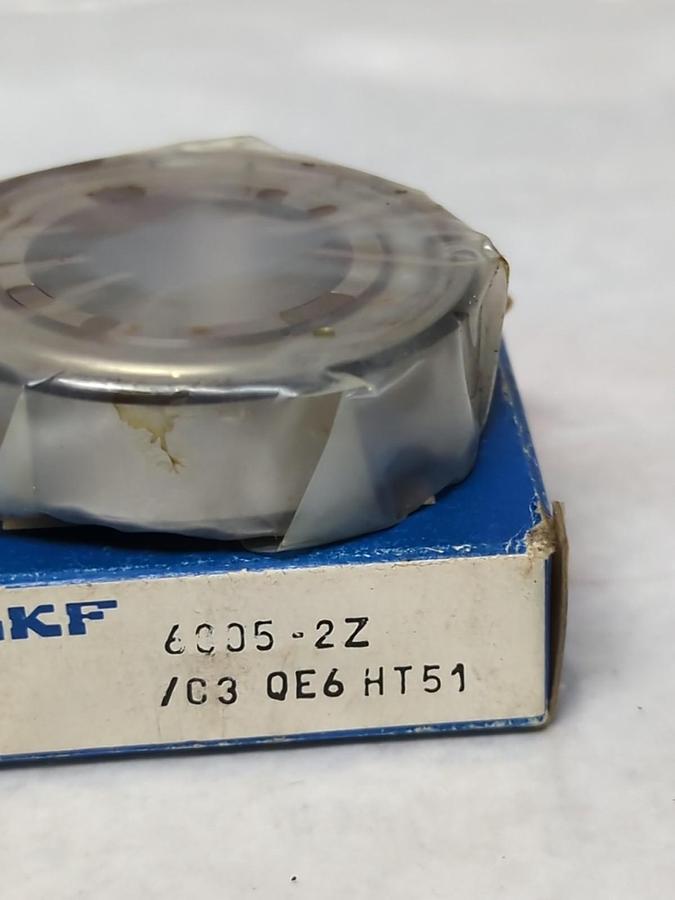 SKF
6005-2Z
/C3 QE6 HT51